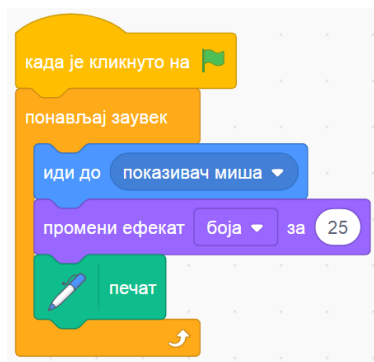 када је кликнуто на
понављај заувек
иди до показивач миша
промени ефекат боја за 25
печат